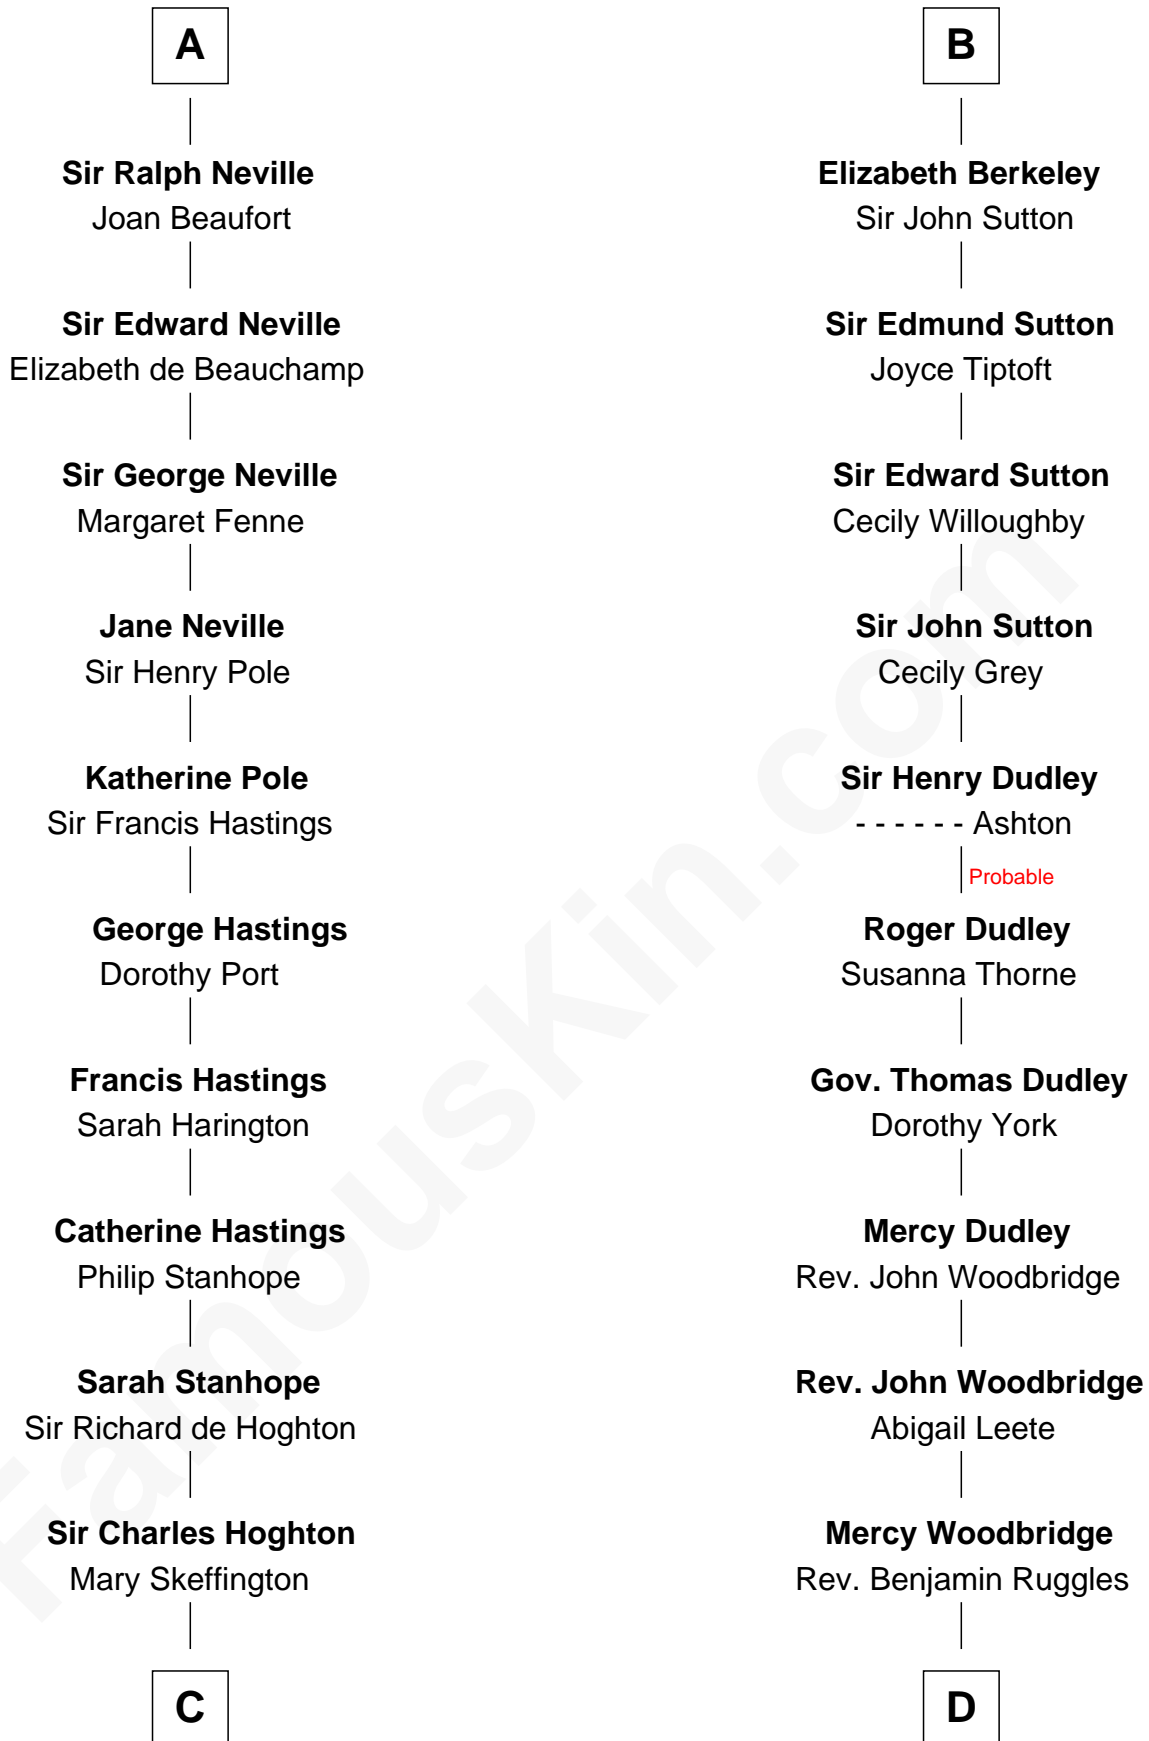 A
Sir Ralph Neville
Joan Beaufort
Sir Edward Neville
Elizabeth de Beauchamp
Sir George Neville
Margaret Fenne
Jane Neville
Sir Henry Pole
Katherine Pole
Sir Francis Hastings
George Hastings
Dorothy Port
Francis Hastings
Sarah Harington
Catherine Hastings
Philip Stanhope
Sarah Stanhope
Sir Richard de Hoghton
Sir Charles Hoghton
Mary Skeffington
C
B
Elizabeth Berkeley
Sir John Sutton
Sir Edmund Sutton
Joyce Tiptoft
Sir Edward Sutton
Cecily Willoughby
Sir John Sutton
Cecily Grey
Sir Henry Dudley
- - - - - - Ashton
Probable
Roger Dudley
Susanna Thorne
Gov. Thomas Dudley
Dorothy York
Mercy Dudley
Rev. John Woodbridge
Rev. John Woodbridge
Abigail Leete
Mercy Woodbridge
Rev. Benjamin Ruggles
D
FamousKin.com